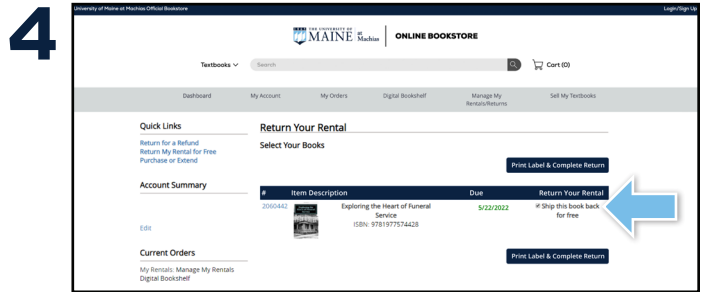 4
University of Maine at Machias Official Bookstore
Login/Sign Up
THE UNIVERSITY OF
MAINE at Machias ONLINE BOOKSTORE
Textbooks Search Cart (0)
Dashboard My Account My Orders Digital Bookshelf Manage My Rentals/Returns Sell My Textbooks
Quick Links
Return for a Refund
Return My Rental for Free
Purchase or Extend
Account Summary
Edit
Current Orders
My Rentals: Manage My Rentals
Digital Bookshelf
Return Your Rental
Select Your Books
Print Label & Complete Return
# Item Description Due Return Your Rental
2060442 Exploring the Heart of Funeral Service 5/22/2022 Ship this book back for free
ISBN: 9781977574428
Print Label & Complete Return